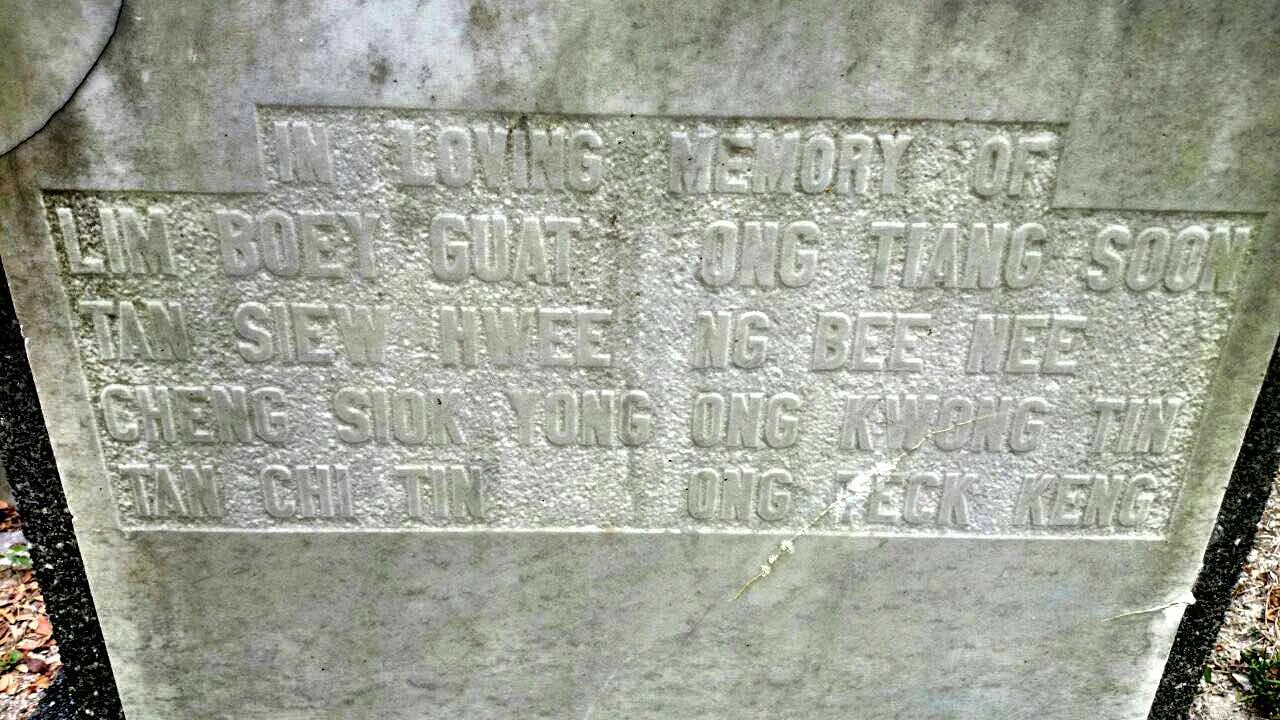 IN LOVING MEMORY OF
LIM BOEY GUAT ONG TIANG SOON
TAN SIEW HWEE NG BEE NEE
CHENG SIOK YONG ONG KWONG TIN
TAN CHI TIN ONG TECK KENG